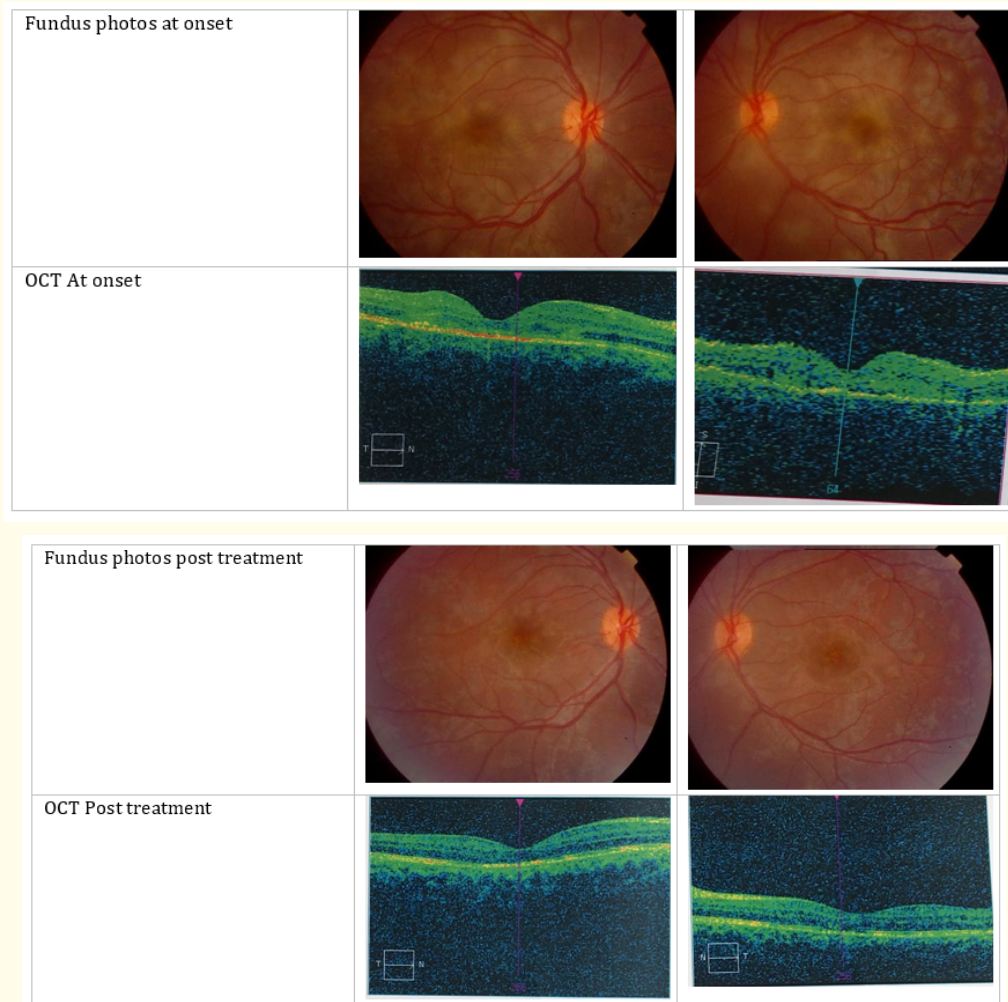 Fundus photos at onset
OCT At onset
T N
S
64
Fundus photos post treatment
OCT Post treatment
T N
N T